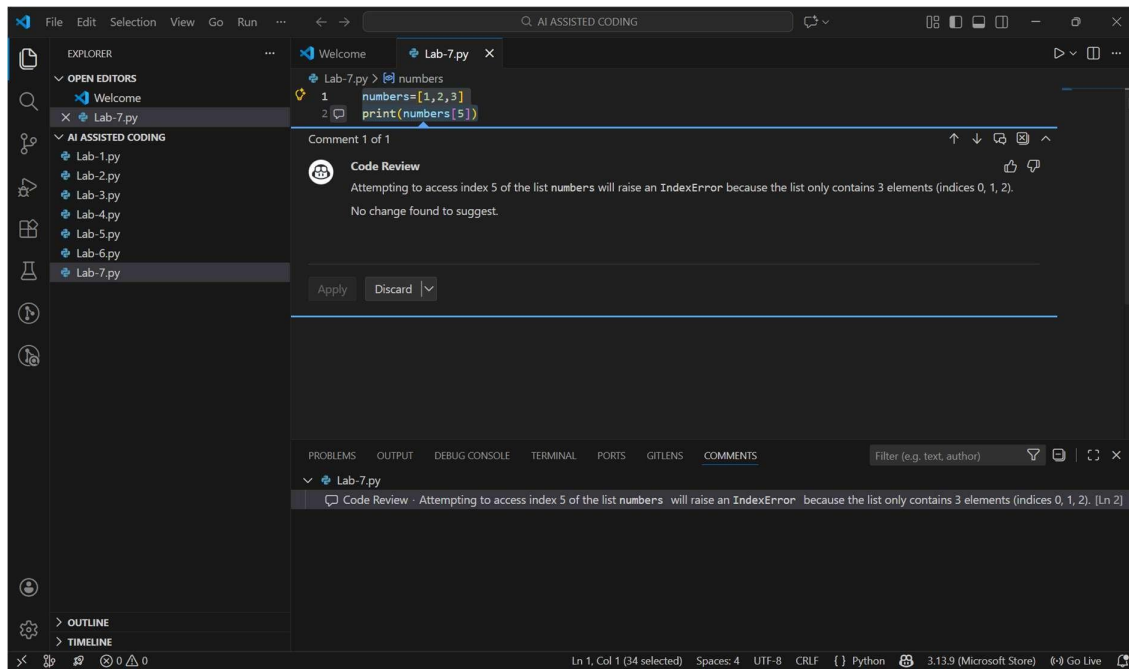 File Edit Selection View Go Run ··· AI ASSISTED CODING
EXPLORER
OPEN EDITORS
Welcome
Lab-7.py
AI ASSISTED CODING
Lab-1.py
Lab-2.py
Lab-3.py
Lab-4.py
Lab-5.py
Lab-6.py
Lab-7.py
OUTLINE
TIMELINE
Welcome Lab-7.py
Lab-7.py > numbers
1 numbers=[1,2,3]
2 print(numbers[5])
Comment 1 of 1
Code Review
Attempting to access index 5 of the list numbers will raise an IndexError because the list only contains 3 elements (indices 0, 1, 2).
No change found to suggest.
Apply Discard
PROBLEMS OUTPUT DEBUG CONSOLE TERMINAL PORTS GITLENS COMMENTS Filter (e.g. text, author)
Lab-7.py
Code Review · Attempting to access index 5 of the list numbers will raise an IndexError because the list only contains 3 elements (indices 0, 1, 2). [Ln 2]
0 0 Ln 1, Col 1 (34 selected) Spaces: 4 UTF-8 CRLF { } Python 3.13.9 (Microsoft Store) Go Live